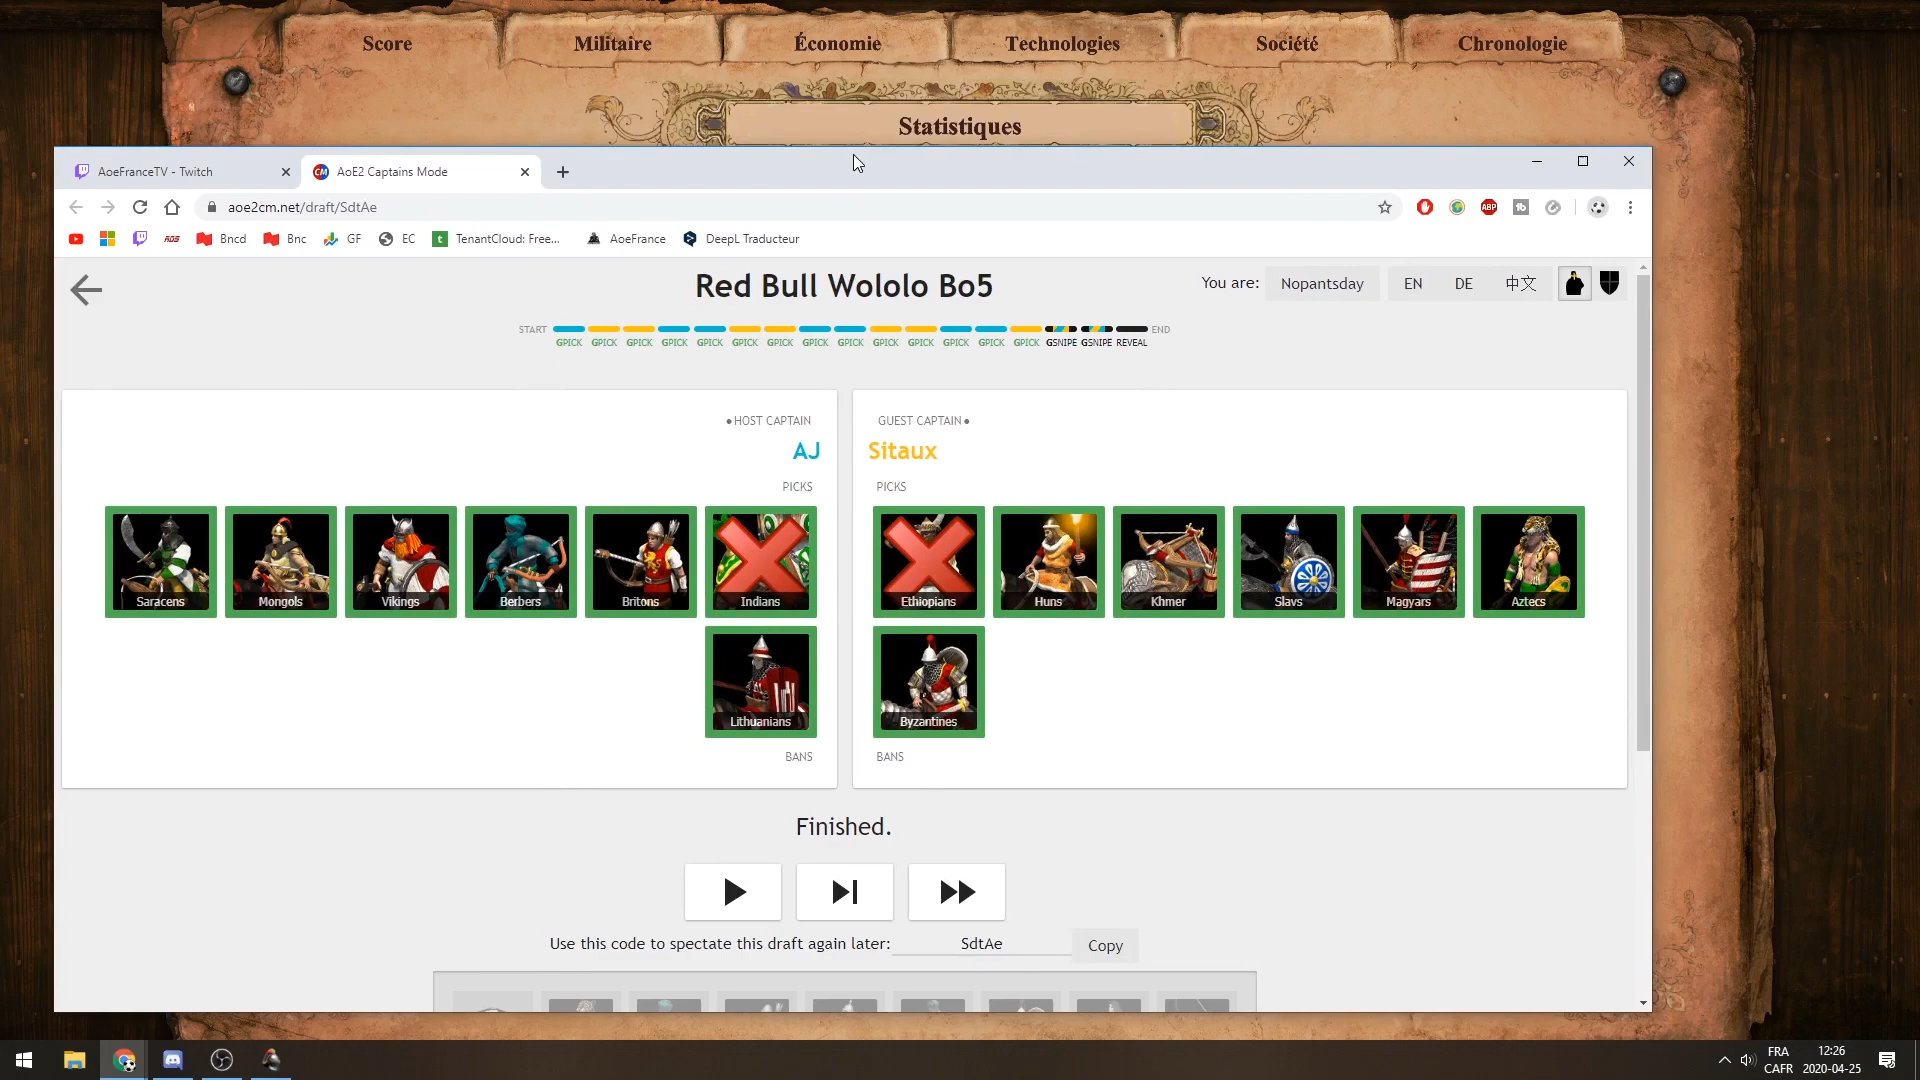 Score Militaire Économie Technologies Société Chronologie
Statistiques
AoeFranceTV - Twitch AoE2 Captains Mode
aoe2cm.net/draft/SdtAe
Bncd Bnc GF EC TenantCloud: Free... AoeFrance DeepL Traducteur
Red Bull Wololo Bo5
You are: Nopantsday EN DE 中文
START END
GPICK GPICK GPICK GPICK GPICK GPICK GPICK GPICK GPICK GPICK GPICK GPICK GPICK GPICK GSNIPE GSNIPE REVEAL
HOST CAPTAIN
AJ
PICKS
Saracens Mongols Vikings Berbers Britons Indians
Lithuanians
BANS
GUEST CAPTAIN
Sitaux
PICKS
Ethiopians Huns Khmer Slavs Magyars Aztecs
Byzantines
BANS
Finished.
Use this code to spectate this draft again later: SdtAe Copy
FRA
CAFR
12:26
2020-04-25